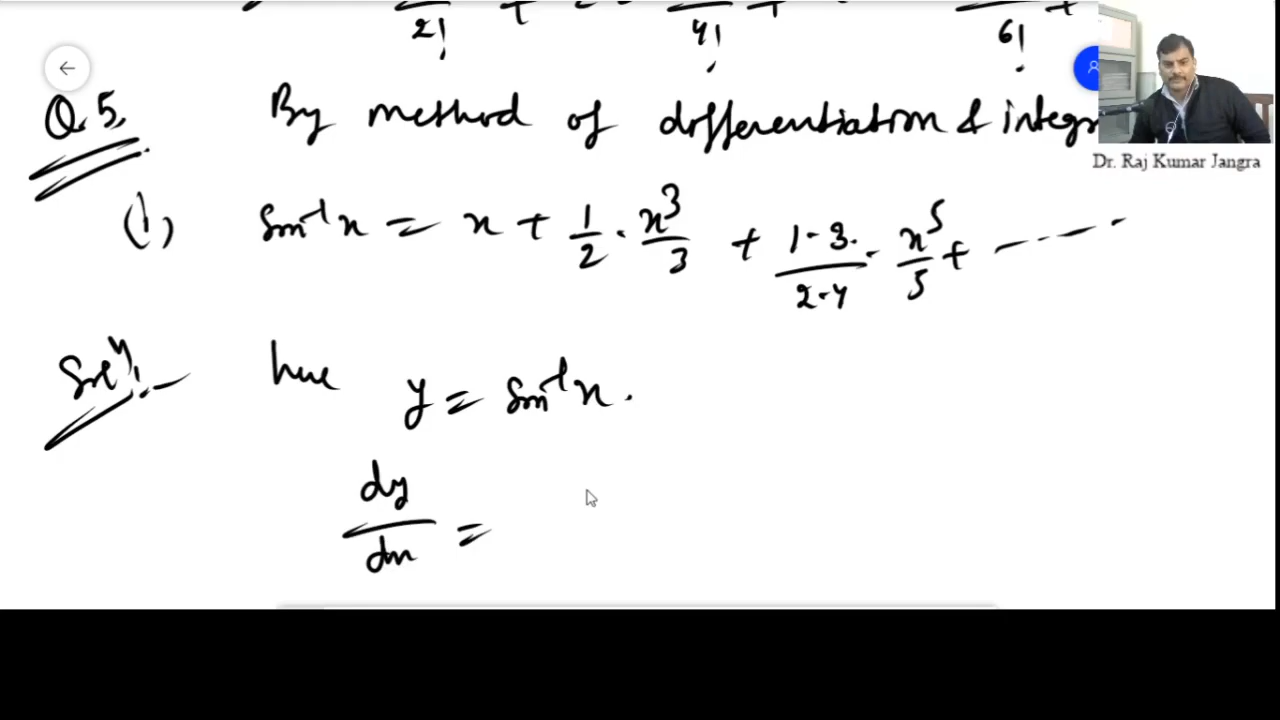 2! + 4! + 6! +
Q.5. By method of differentiation & integr
Dr. Raj Kumar Jangra
(1) Sin⁻¹x = x + 1/2 · x³/3 + 1·3·/2·4 · x⁵/5 + ------
Sol! here y = Sin⁻¹x.
dy/dx =